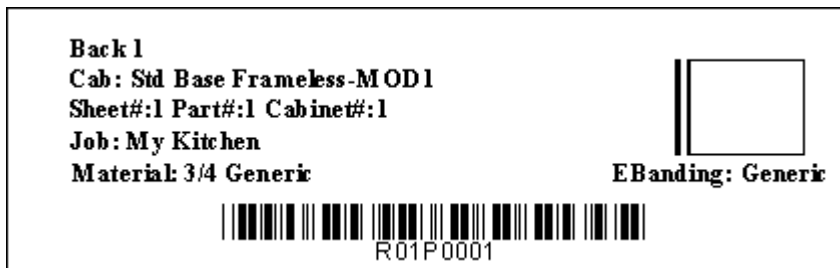 Back 1
Cab: Std Base Frameless-MOD1
Sheet#:1 Part#:1 Cabinet#:1
Job: My Kitchen
Material: 3/4 Generic
EBanding: Generic
R01P0001